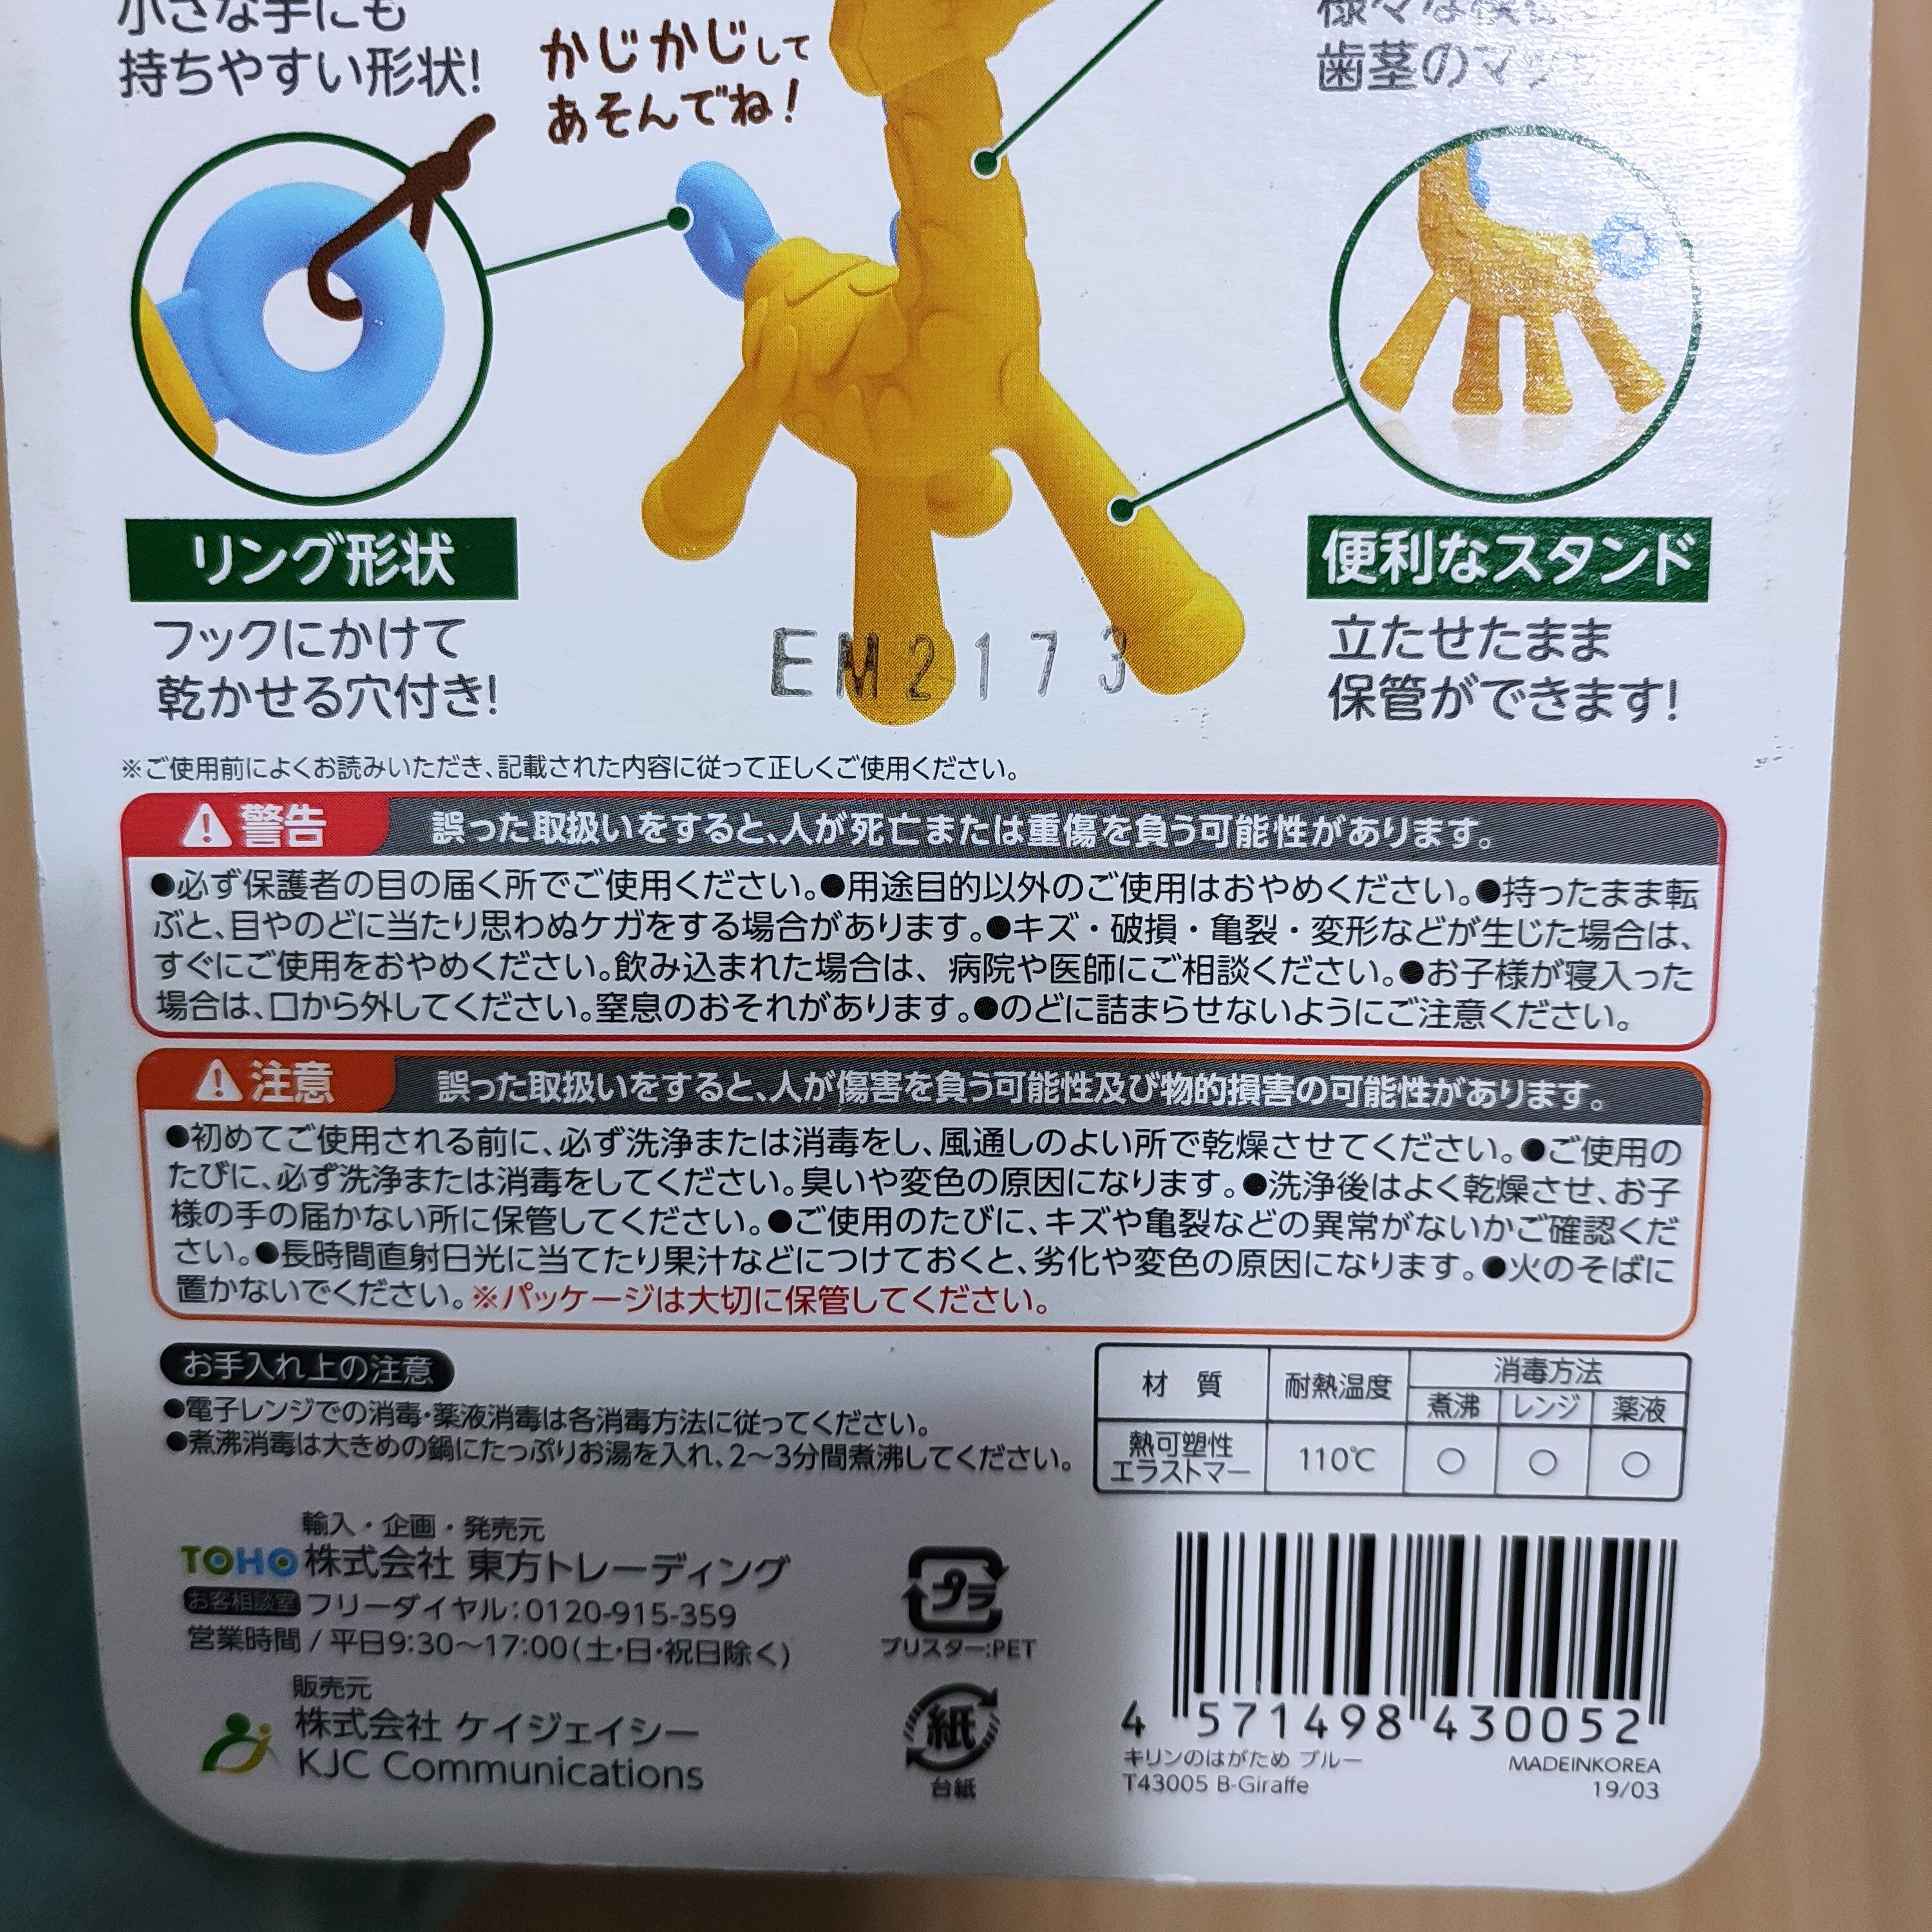 小さな手にも
持ちやすい形状!
かじかじして
あそんでね!
歯茎のマッ
リング形状
フックにかけて
乾かせる穴付き!
便利なスタンド
立たせたまま
保管ができます!
EM2173
※ご使用前によくお読みいただき、記載された内容に従って正しくご使用ください。
警告 誤った取扱いをすると、人が死亡または重傷を負う可能性があります。
●必ず保護者の目の届く所でご使用ください。●用途目的以外のご使用はおやめください。●持ったまま転
ぶと、目やのどに当たり思わぬケガをする場合があります。●キズ・破損・亀裂・変形などが生じた場合は、
すぐにご使用をおやめください。飲み込まれた場合は、病院や医師にご相談ください。●お子様が寝入った
場合は、口から外してください。窒息のおそれがあります。●のどに詰まらせないようにご注意ください。
注意 誤った取扱いをすると、人が傷害を負う可能性及び物的損害の可能性があります。
●初めてご使用される前に、必ず洗浄または消毒をし、風通しのよい所で乾燥させてください。●ご使用の
たびに、必ず洗浄または消毒をしてください。臭いや変色の原因になります。●洗浄後はよく乾燥させ、お子
様の手の届かない所に保管してください。●ご使用のたびに、キズや亀裂などの異常がないかご確認くだ
さい。●長時間直射日光に当てたり果汁などにつけておくと、劣化や変色の原因になります。●火のそばに
置かないでください。※パッケージは大切に保管してください。
お手入れ上の注意
●電子レンジでの消毒・薬液消毒は各消毒方法に従ってください。
●煮沸消毒は大きめの鍋にたっぷりお湯を入れ、2〜3分間煮沸してください。
材 質 耐熱温度 消毒方法
煮沸 レンジ 薬液
熱可塑性
エラストマー 110℃ ○ ○ ○
輸入・企画・発売元
TOHO 株式会社 東方トレーディング
お客相談室 フリーダイヤル:0120-915-359
営業時間 / 平日9:30〜17:00(土・日・祝日除く)
販売元
株式会社 ケイジェイシー
KJC Communications
プラ
ブリスター:PET
紙
台紙
4 571498 430052
キリンのはがため ブルー
T43005 B-Giraffe
MADEINKOREA
19/03